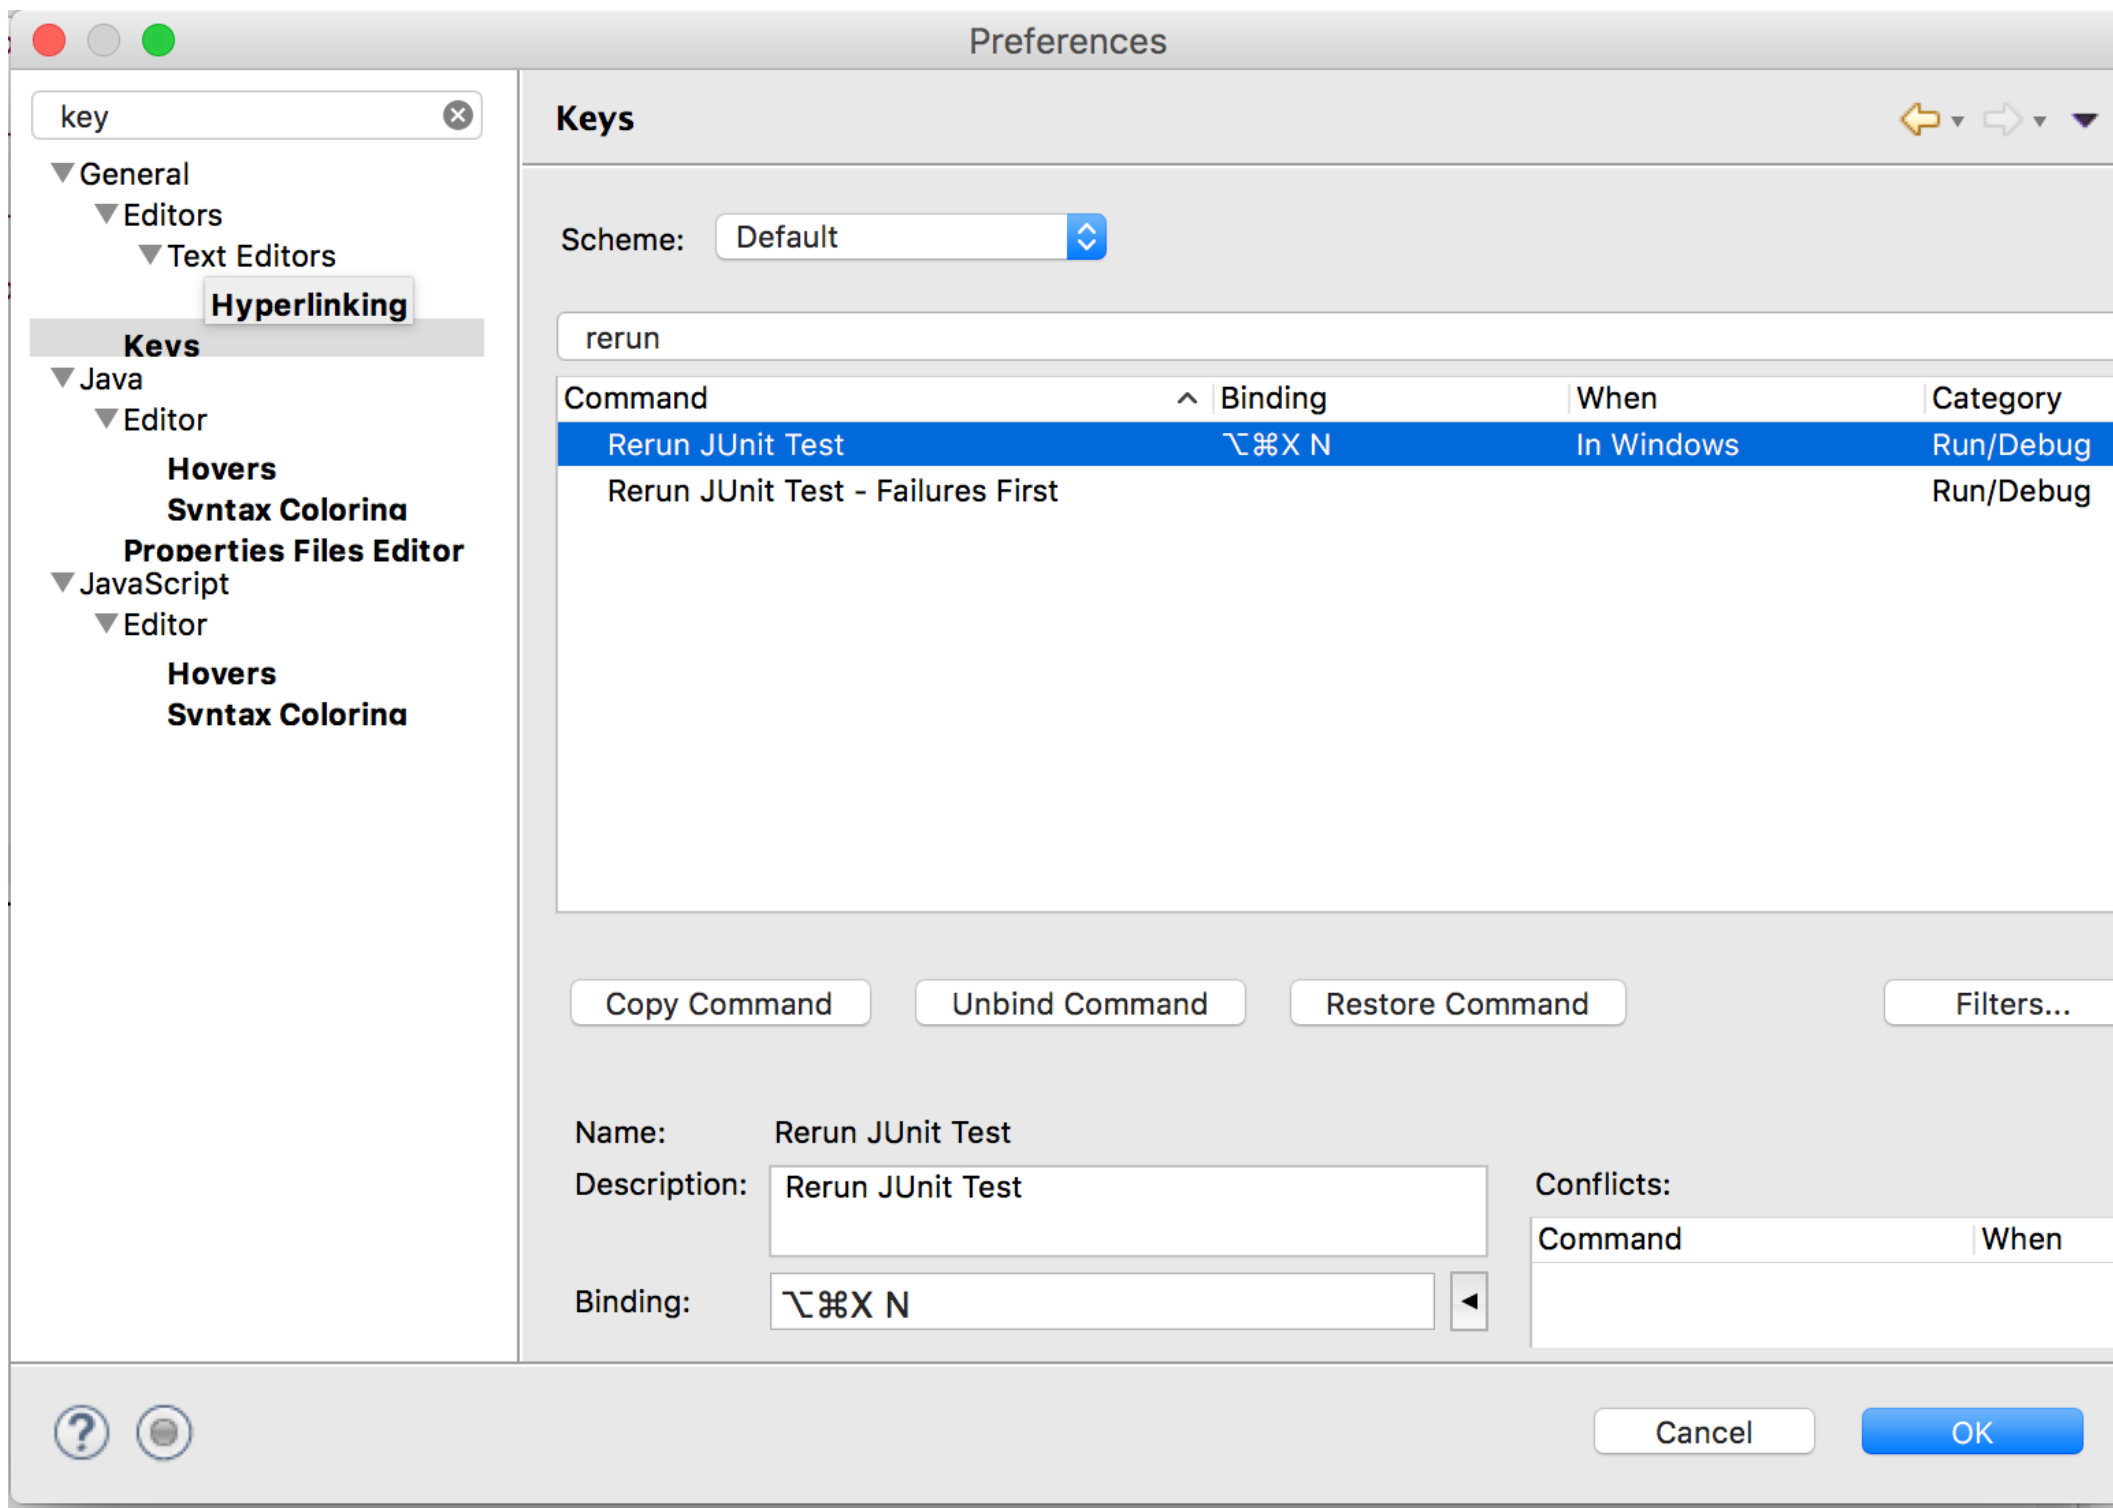 Preferences
key
General
Editors
Text Editors
Hyperlinking
Keys
Java
Editor
Hovers
Syntax Coloring
Properties Files Editor
JavaScript
Editor
Hovers
Syntax Coloring
Keys
Scheme: Default
rerun
Command Binding When Category
Rerun JUnit Test ⌥⌘X N In Windows Run/Debug
Rerun JUnit Test - Failures First Run/Debug
Copy Command Unbind Command Restore Command Filters...
Name: Rerun JUnit Test
Description: Rerun JUnit Test
Binding: ⌥⌘X N
Conflicts:
Command When
Cancel OK